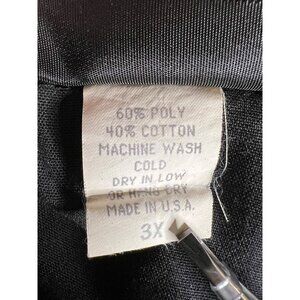 60% POLY
40% COTTON
MACHINE WASH
COLD
DRY IN LOW
OR HANG DRY
MADE IN U.S.A.
3X